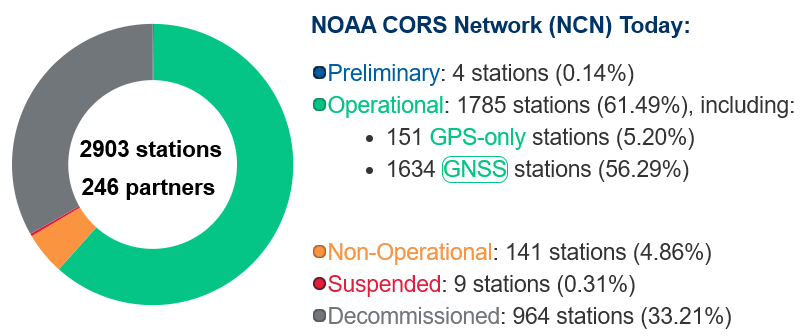 NOAA CORS Network (NCN) Today:
Preliminary: 4 stations (0.14%)
Operational: 1785 stations (61.49%), including:
151 GPS-only stations (5.20%)
1634 GNSS stations (56.29%)
2903 stations
246 partners
Non-Operational: 141 stations (4.86%)
Suspended: 9 stations (0.31%)
Decommissioned: 964 stations (33.21%)